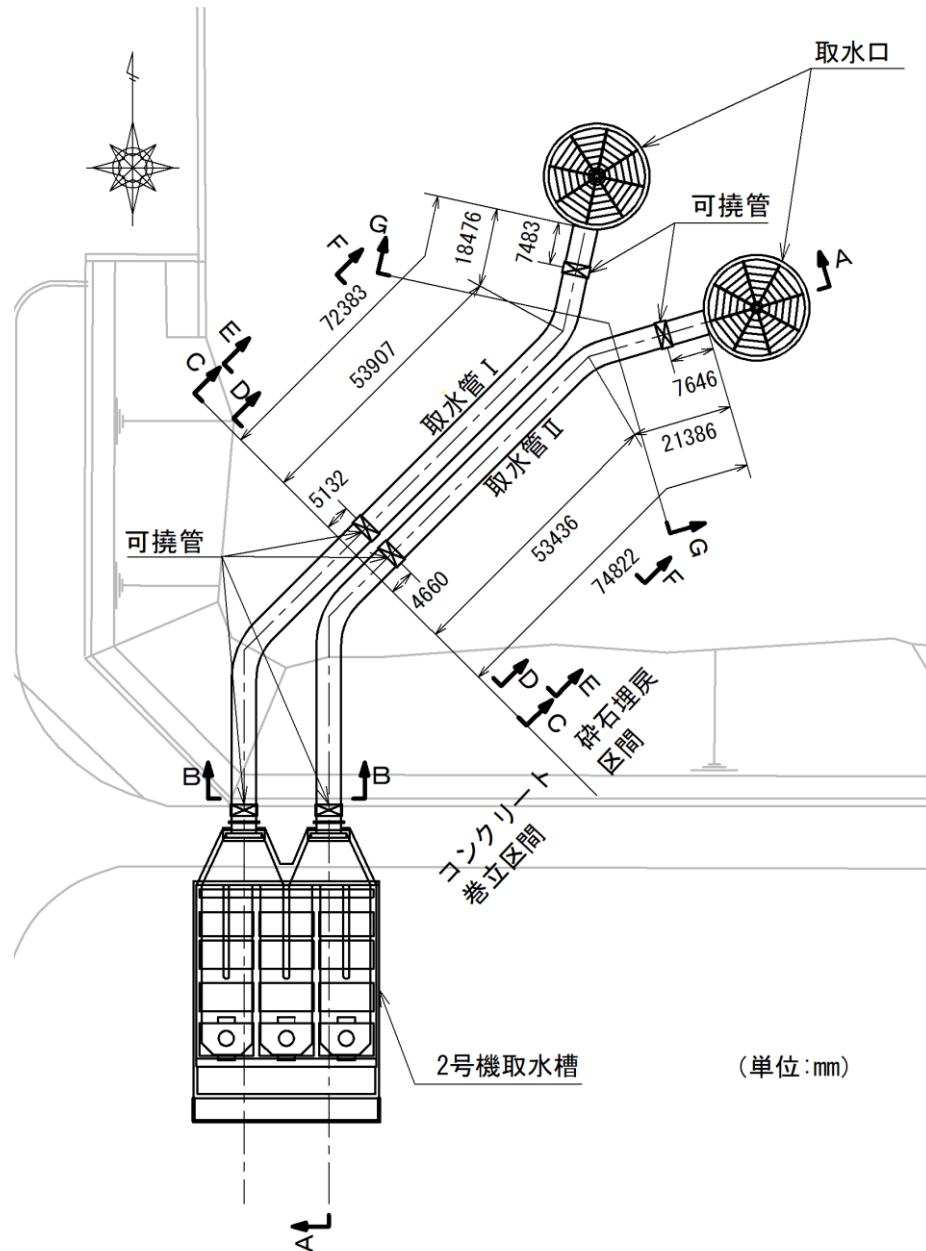 取水口
可撓管
A
G
F
18476
7483
72383
53907
7646
21386
E
C
D
取水管Ⅰ
取水管Ⅱ
5132
可撓管
4660
53436
74822
G
F
D
E
C
砕石埋戻
区間
コンクリート
巻立区間
B
B
2号機取水槽
(単位:mm)
A